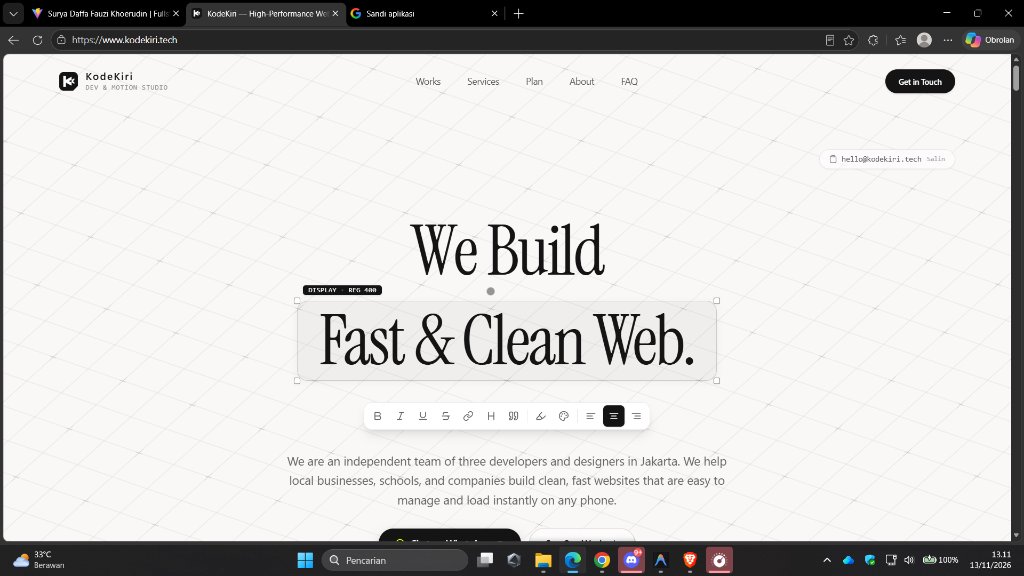 Surya Daffa Fauzi Khoerudin | Fulls
KodeKiri — High-Performance We
Sandi aplikasi
https://www.kodekiri.tech
Obrolan
KodeKiri
DEV & MOTION STUDIO
Works
Services
Plan
About
FAQ
Get in Touch
hello@kodekiri.tech Salin
We Build
DISPLAY · REG 400
Fast & Clean Web.
B I U S H
We are an independent team of three developers and designers in Jakarta. We help
local businesses, schools, and companies build clean, fast websites that are easy to
manage and load instantly on any phone.
33°C
Berawan
Pencarian
9+
100%
13.11
13/11/2026